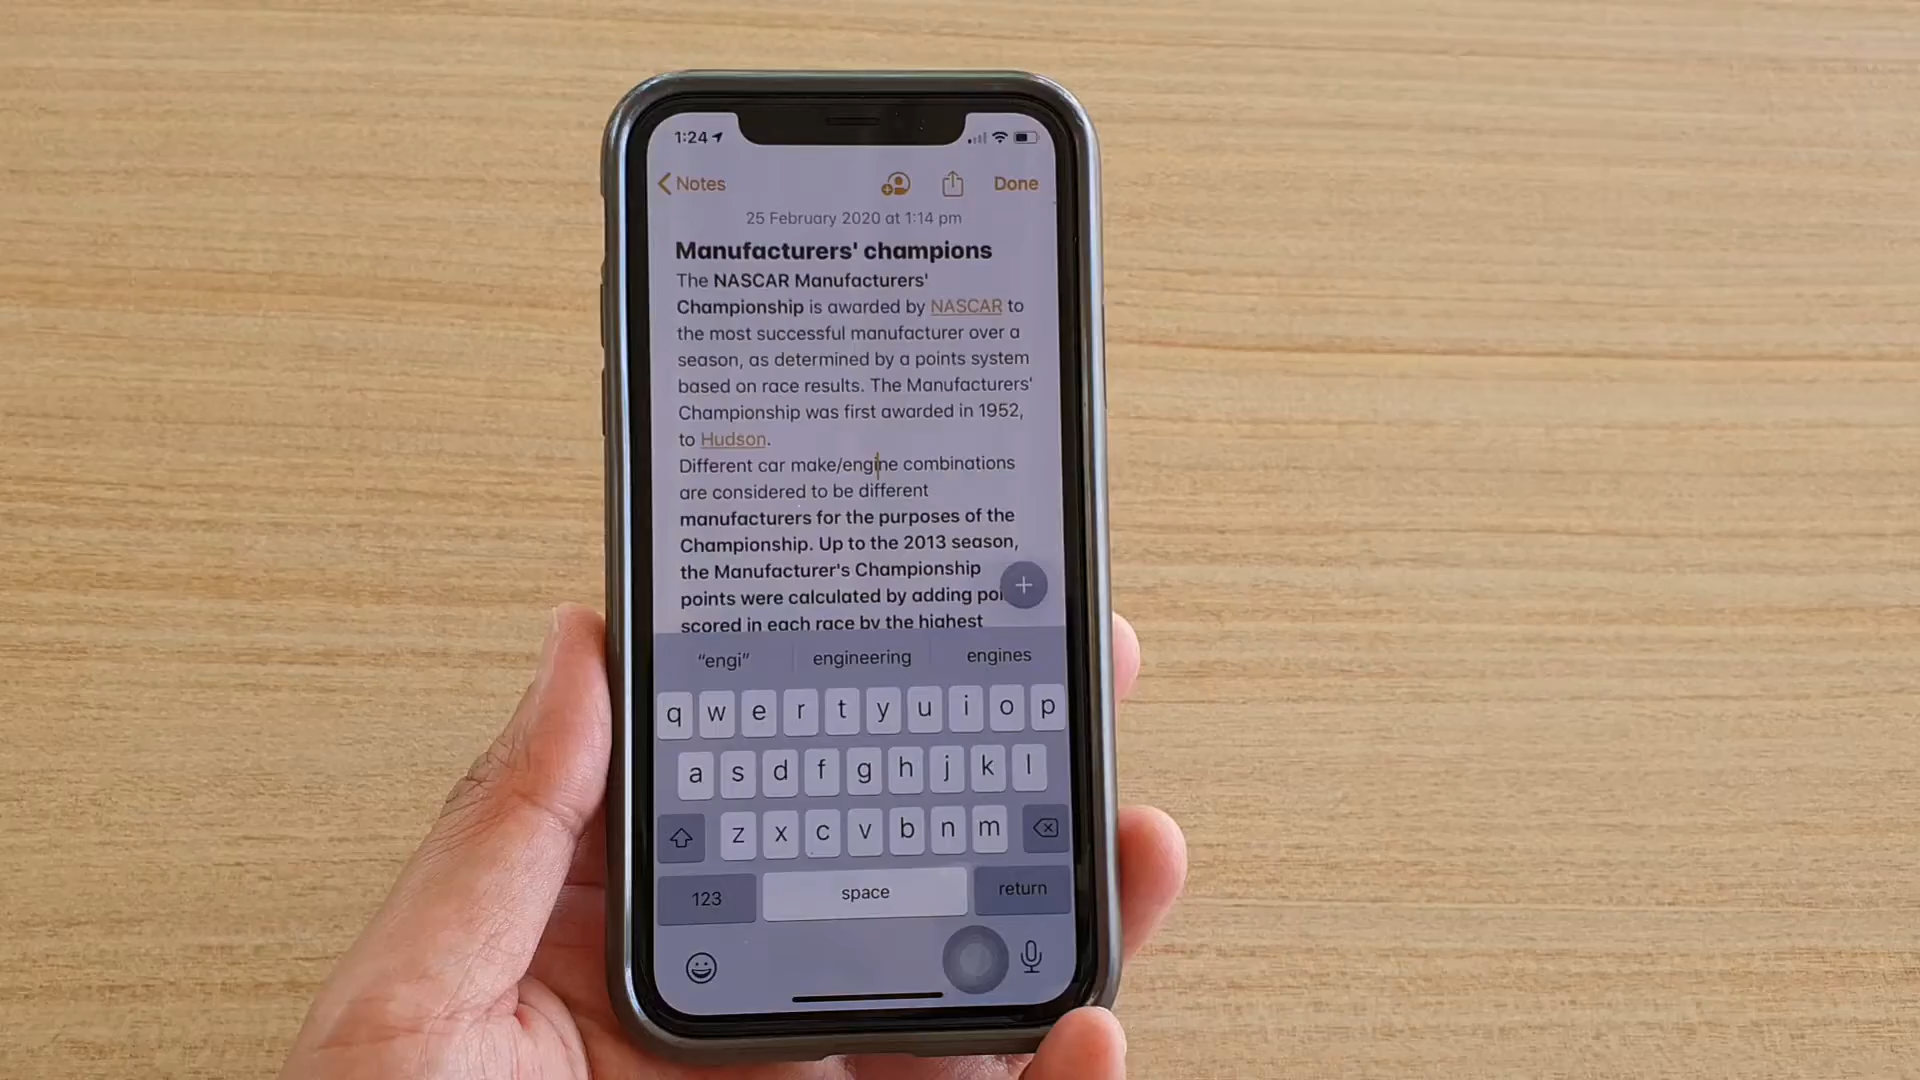 1:24
Notes
Done
25 February 2020 at 1:14 pm
Manufacturers' champions
The NASCAR Manufacturers'
Championship is awarded by NASCAR to
the most successful manufacturer over a
season, as determined by a points system
based on race results. The Manufacturers'
Championship was first awarded in 1952,
to Hudson.
Different car make/engine combinations
are considered to be different
manufacturers for the purposes of the
Championship. Up to the 2013 season,
the Manufacturer's Championship
points were calculated by adding poi
scored in each race by the highest
“engi” engineering engines
q w e r t y u i o p
a s d f g h j k l
z x c v b n m
123 space return